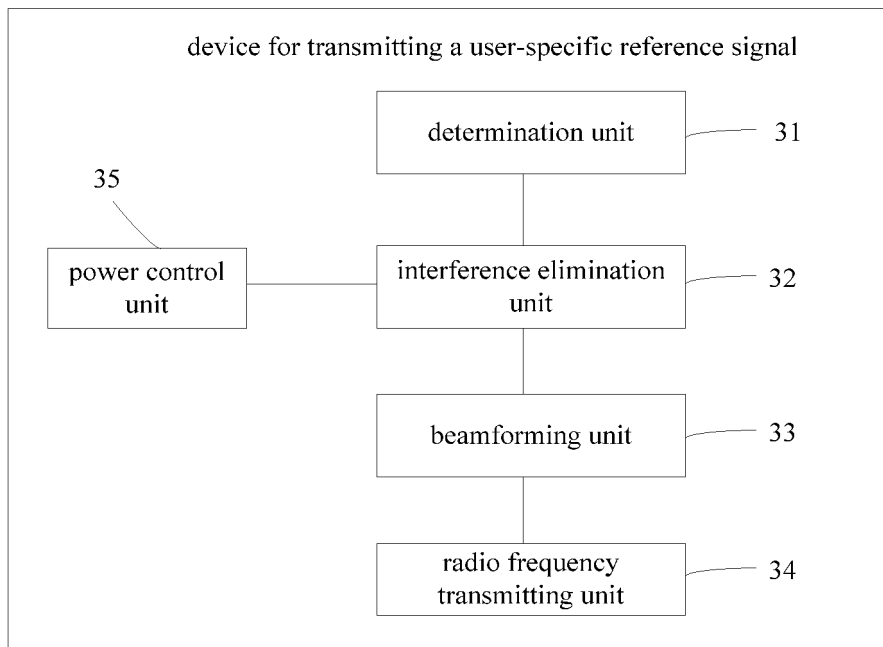 device for transmitting a user-specific reference signal
determination unit
31
35
power control
unit
interference elimination
unit
32
beamforming unit
33
radio frequency
transmitting unit
34